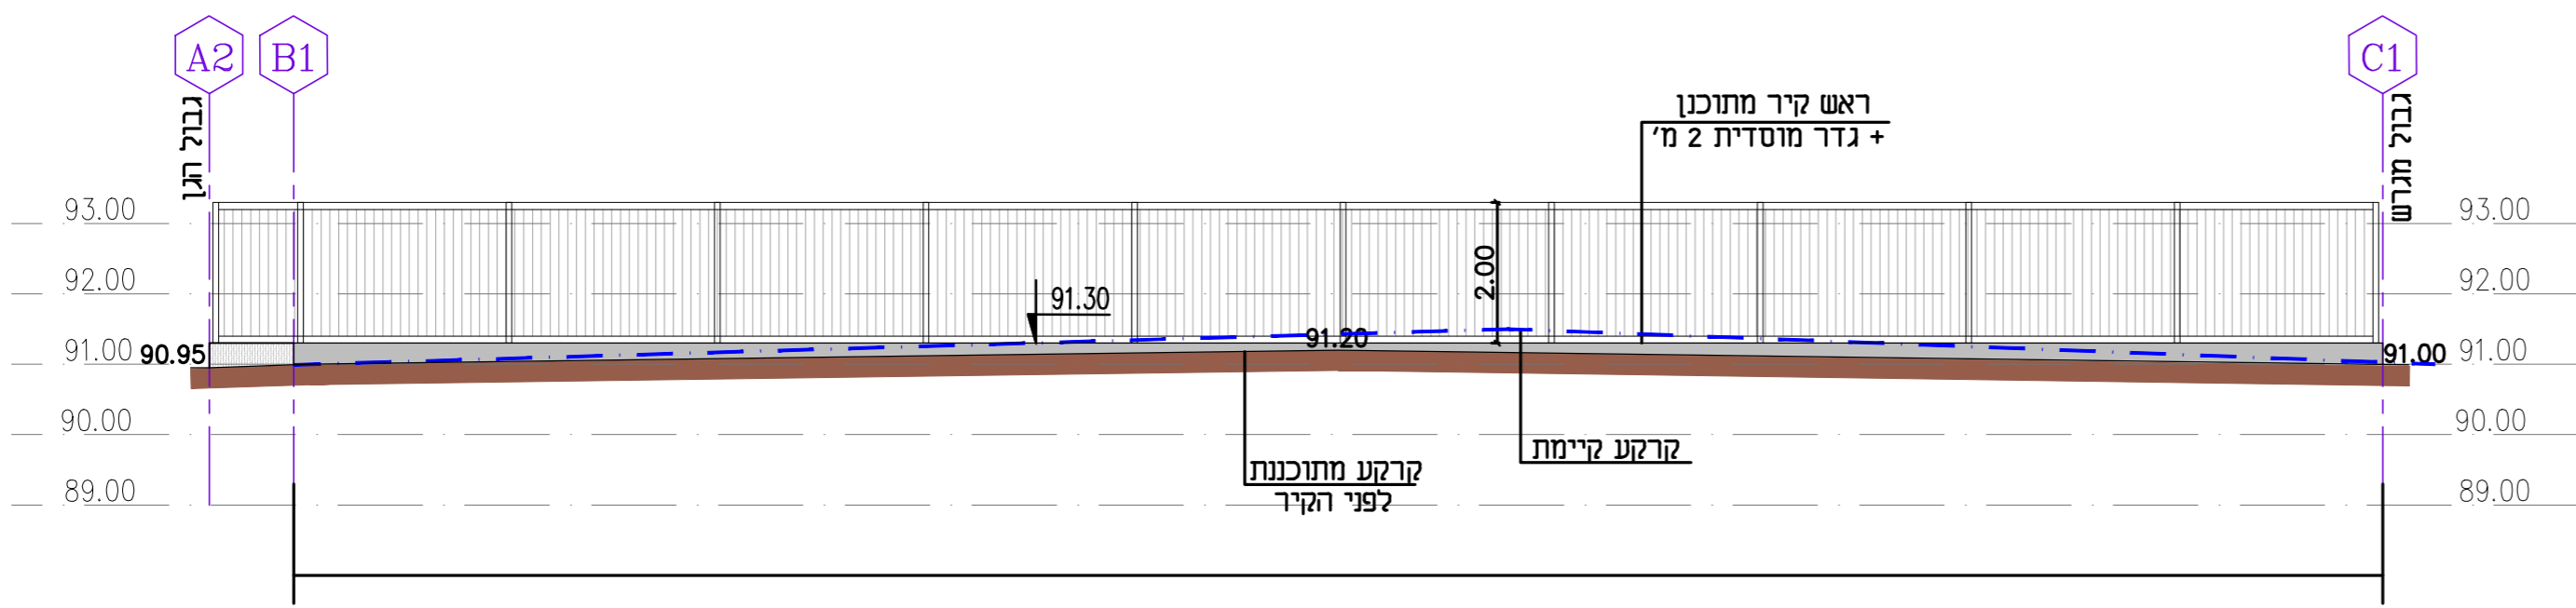 A2
B1
C1
גבול הגן
גבול מגרש
ראש קיר מתוכנן
+ גדר מוסדית 2 מ'
93.00
93.00
92.00
92.00
2.00
91.30
91.20
91.00
90.95
91.00
91.00
90.00
90.00
קרקע קיימת
קרקע מתוכננת
לפני הקיר
89.00
89.00